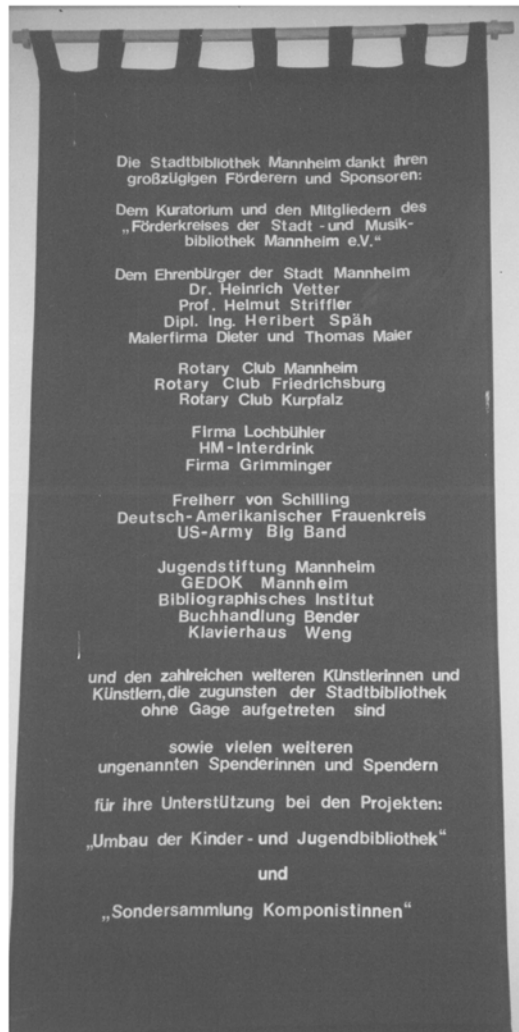 Die Stadtbibliothek Mannheim dankt ihren
großzügigen Förderern und Sponsoren:
Dem Kuratorium und den Mitgliedern des
„Förderkreises der Stadt-und Musik-
bibliothek Mannheim e.V."
Dem Ehrenbürger der Stadt Mannheim
Dr. Heinrich Vetter
Prof. Helmut Striffler
Dipl. Ing. Heribert Späh
Malerfirma Dieter und Thomas Maier
Rotary Club Mannheim
Rotary Club Friedrichsburg
Rotary Club Kurpfalz
Firma Lochbühler
HM-Interdrink
Firma Grimminger
Freiherr von Schilling
Deutsch-Amerikanischer Frauenkreis
US-Army Big Band
Jugendstiftung Mannheim
GEDOK Mannheim
Bibliographisches Institut
Buchhandlung Bender
Klavierhaus Weng
und den zahlreichen weiteren Künstlerinnen und
Künstlern, die zugunsten der Stadtbibliothek
ohne Gage aufgetreten sind
sowie vielen weiteren
ungenannten Spenderinnen und Spendern
für ihre Unterstützung bei den Projekten:
„Umbau der Kinder-und Jugendbibliothek"
und
„Sondersammlung Komponistinnen"